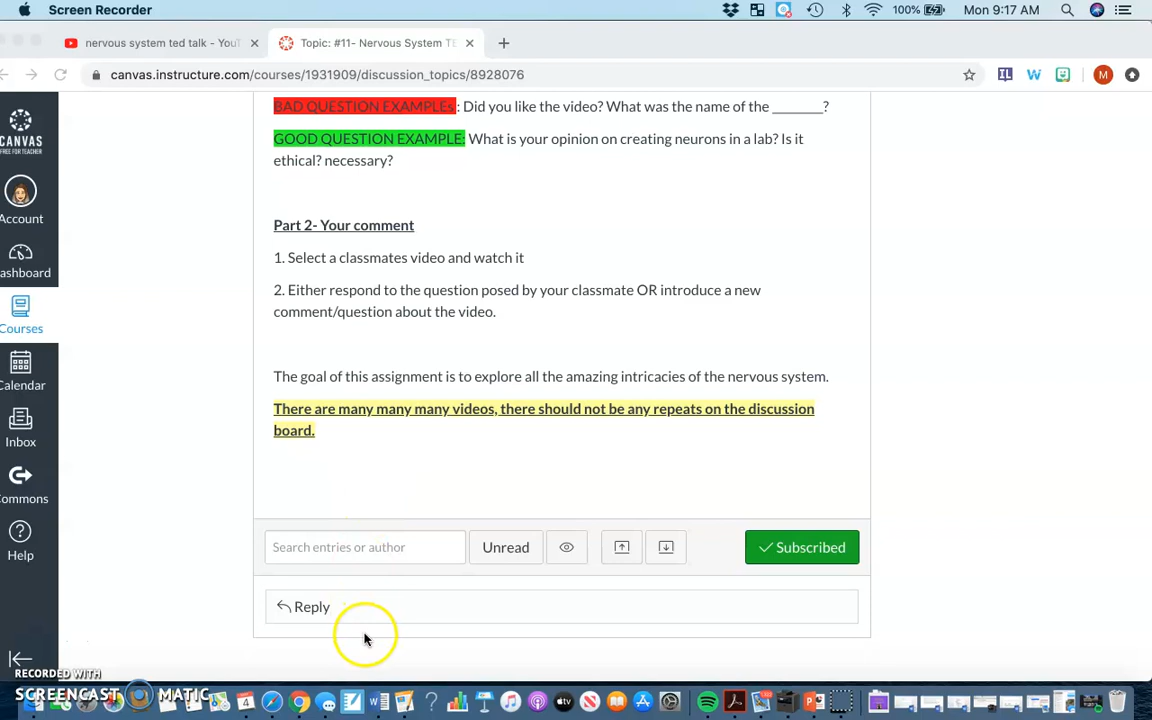 Screen Recorder
100%
Mon 9:17 AM
nervous system ted talk - YouT
Topic: #11- Nervous System TE
canvas.instructure.com/courses/1931909/discussion_topics/8928076
IL
W
M
BAD QUESTION EXAMPLEs: Did you like the video? What was the name of the _______?
GOOD QUESTION EXAMPLE: What is your opinion on creating neurons in a lab? Is it
ethical? necessary?
CANVAS
FREE FOR TEACHER
Account
ashboard
Courses
Calendar
Inbox
Commons
Help
Part 2- Your comment
1. Select a classmates video and watch it
2. Either respond to the question posed by your classmate OR introduce a new
comment/question about the video.
The goal of this assignment is to explore all the amazing intricacies of the nervous system.
There are many many many videos, there should not be any repeats on the discussion
board.
Search entries or author
Unread
Subscribed
Reply
RECORDED WITH
SCREENCAST MATIC